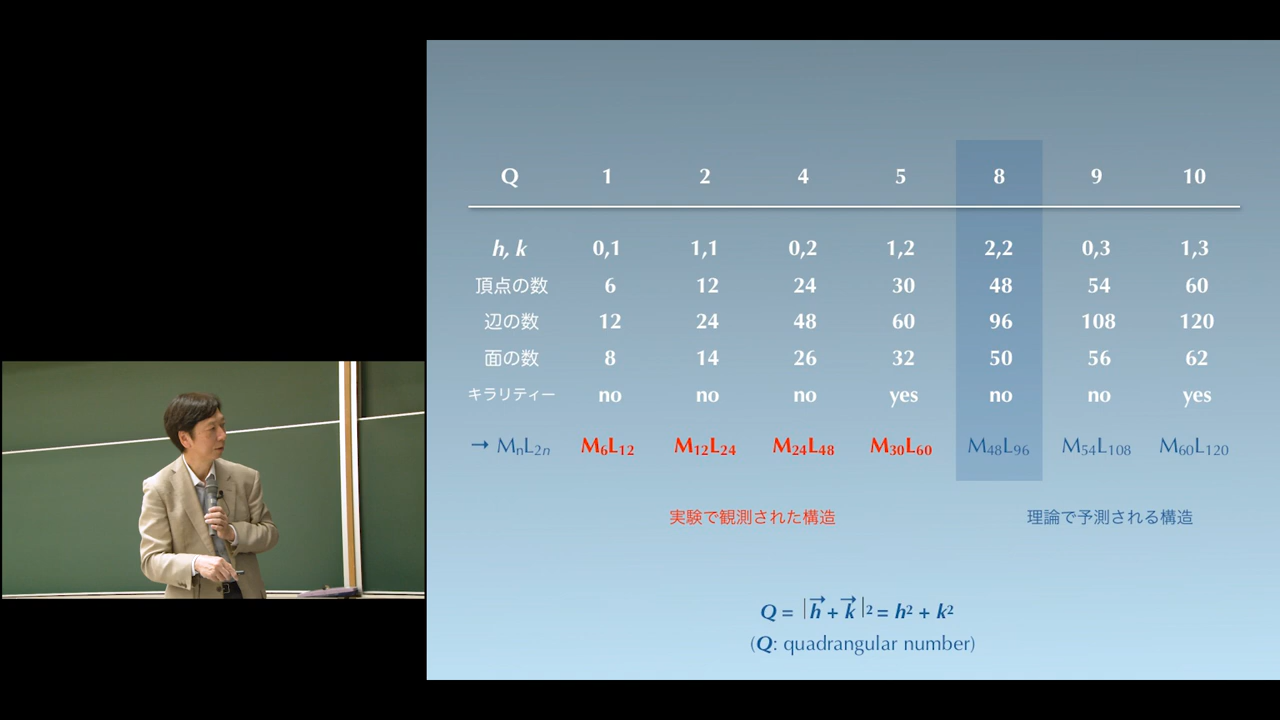 Q 1 2 4 5 8 9 10
h, k 0,1 1,1 0,2 1,2 2,2 0,3 1,3
頂点の数 6 12 24 30 48 54 60
辺の数 12 24 48 60 96 108 120
面の数 8 14 26 32 50 56 62
キラリティー no no no yes no no yes
→ MnL2n M6L12 M12L24 M24L48 M30L60 M48L96 M54L108 M60L120
実験で観測された構造 理論で予測される構造
Q = |h⃗ + k⃗|² = h² + k²
(Q: quadrangular number)